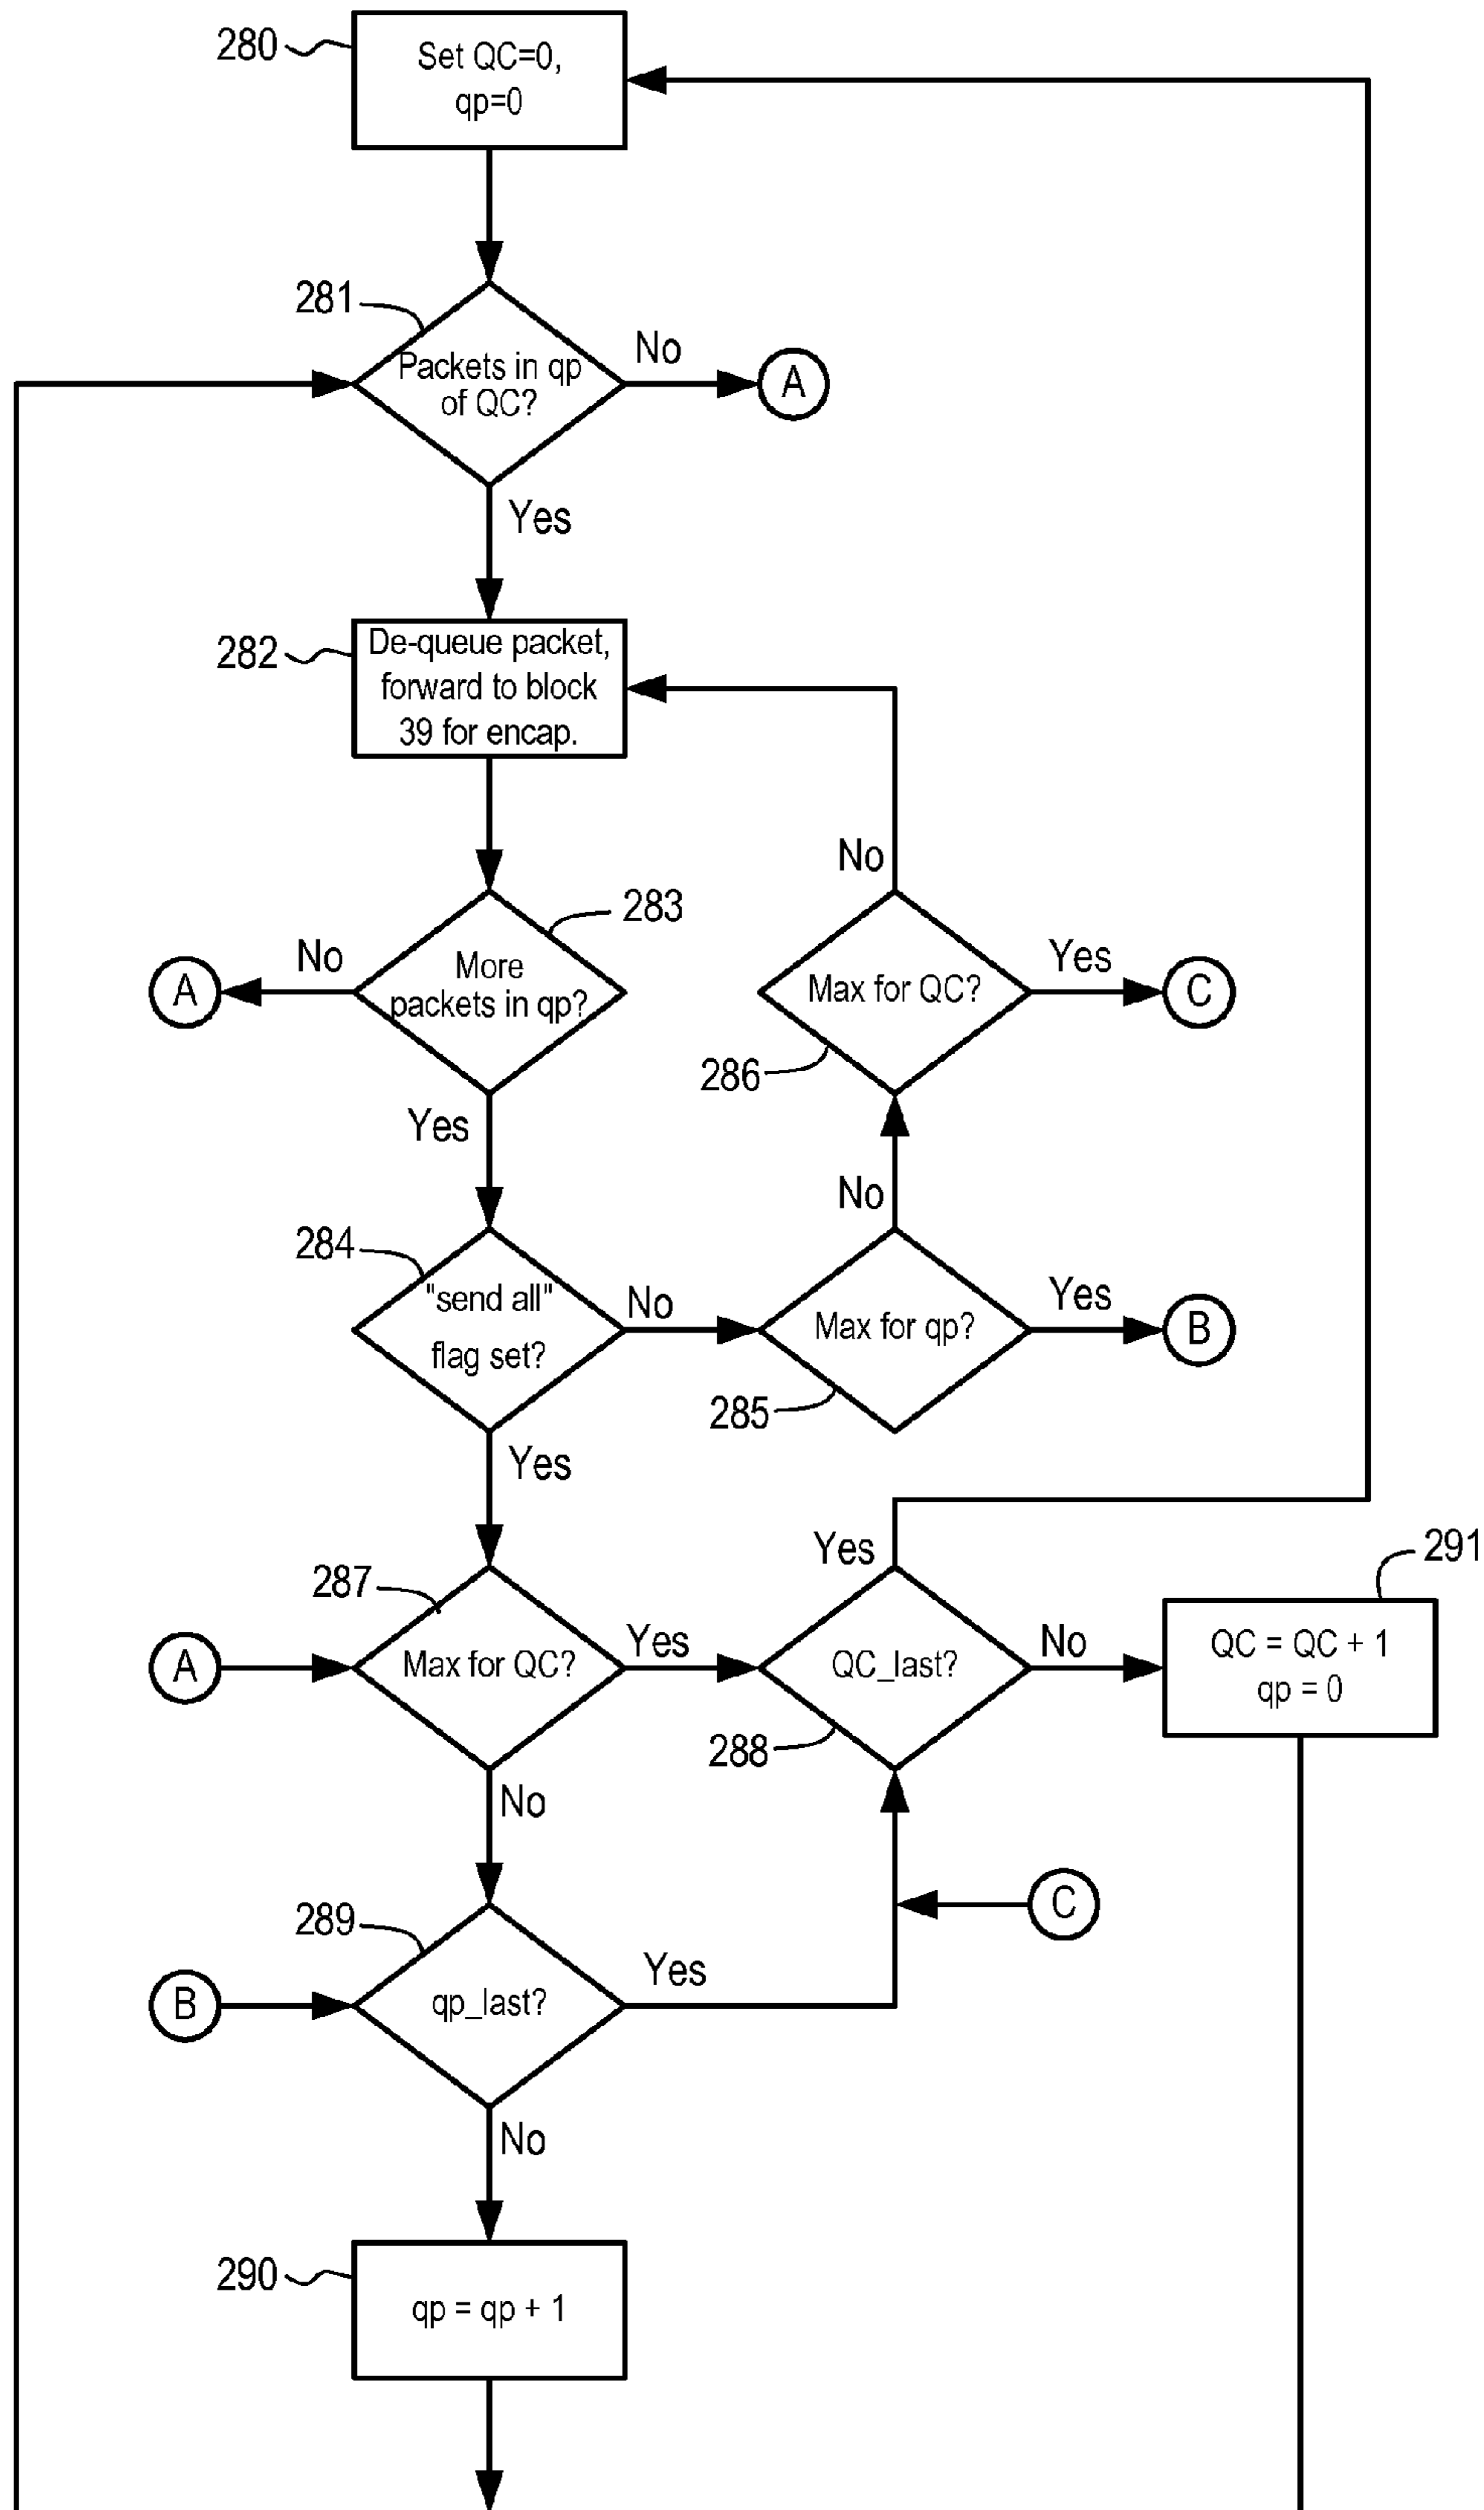 280
Set QC=0,
qp=0
281
Packets in qp
of QC?
No
A
Yes
282
De-queue packet,
forward to block
39 for encap.
283
More
packets in qp?
No
A
Yes
No
Max for QC?
Yes
C
286
284
"send all"
flag set?
No
Yes
No
Max for qp?
Yes
B
285
287
A
Max for QC?
Yes
No
Yes
QC_last?
No
288
291
QC = QC + 1
qp = 0
C
289
B
qp_last?
Yes
No
290
qp = qp + 1